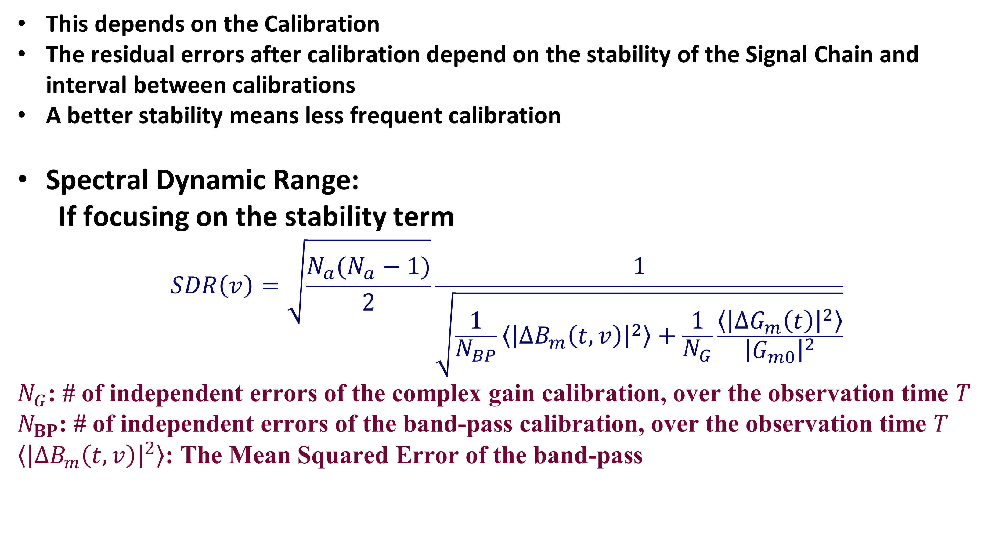 • This depends on the Calibration
• The residual errors after calibration depend on the stability of the Signal Chain and
interval between calibrations
• A better stability means less frequent calibration
• Spectral Dynamic Range:
If focusing on the stability term
$SDR(v) = \sqrt{\frac{N_a(N_a - 1)}{2}} \frac{1}{\sqrt{\frac{1}{N_{BP}} \langle|\Delta B_m(t,v)|^2\rangle + \frac{1}{N_G} \frac{\langle|\Delta G_m(t)|^2\rangle}{|G_{m0}|^2}}}$
$N_G$: # of independent errors of the complex gain calibration, over the observation time $T$
$N_{\mathbf{BP}}$: # of independent errors of the band-pass calibration, over the observation time $T$
$\langle|\Delta B_m(t,v)|^2\rangle$: The Mean Squared Error of the band-pass